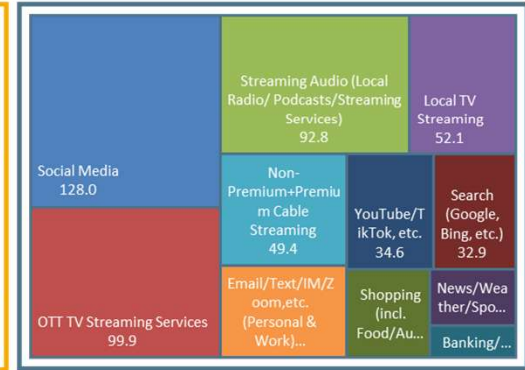 Social Media
128.0
OTT TV Streaming Services
99.9
Streaming Audio (Local
Radio/ Podcasts/Streaming
Services)
92.8
Local TV
Streaming
52.1
Non-
Premium+Premiu
m Cable
Streaming
49.4
YouTube/T
ikTok, etc.
34.6
Search
(Google,
Bing, etc.)
32.9
Email/Text/IM/Z
oom,etc.
(Personal &
Work)...
Shopping
(incl.
Food/Au...
News/Wea
ther/Spo...
Banking/...